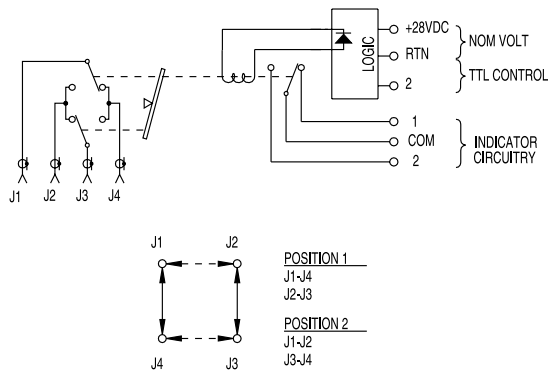 +28VDC
RTN
NOM VOLT
LOGIC
2
TTL CONTROL
1
COM
2
INDICATOR
CIRCUITRY
J1 J2 J3 J4
J1 J2
J4 J3
POSITION 1
J1-J4
J2-J3
POSITION 2
J1-J2
J3-J4